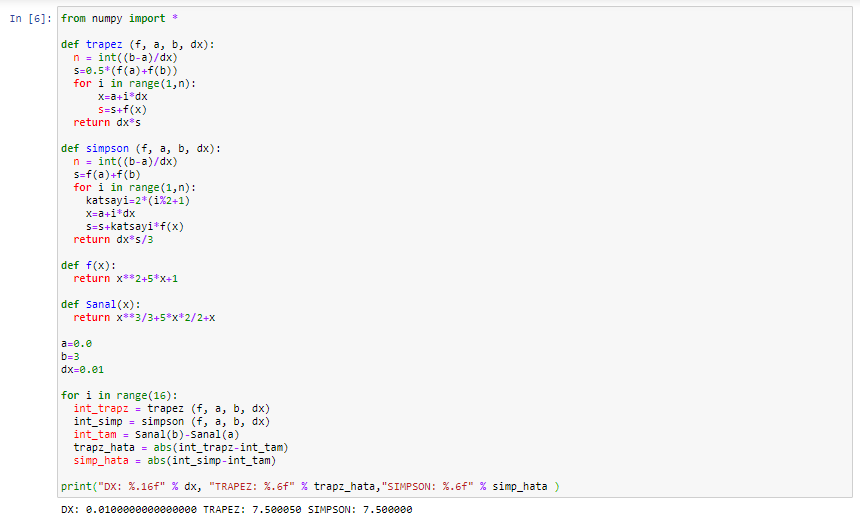 In [6]: from numpy import *
def trapez (f, a, b, dx):
n = int((b-a)/dx)
s=0.5*(f(a)+f(b))
for i in range(1,n):
x=a+i*dx
s=s+f(x)
return dx*s
def simpson (f, a, b, dx):
n = int((b-a)/dx)
s=f(a)+f(b)
for i in range(1,n):
katsayi=2*(i%2+1)
x=a+i*dx
s=s+katsayi*f(x)
return dx*s/3
def f(x):
return x**2+5*x+1
def Sanal(x):
return x**3/3+5*x*2/2+x
a=0.0
b=3
dx=0.01
for i in range(16):
int_trapz = trapez (f, a, b, dx)
int_simp = simpson (f, a, b, dx)
int_tam = Sanal(b)-Sanal(a)
trapz_hata = abs(int_trapz-int_tam)
simp_hata = abs(int_simp-int_tam)
print("DX: %.16f" % dx, "TRAPEZ: %.6f" % trapz_hata,"SIMPSON: %.6f" % simp_hata )
DX: 0.0100000000000000 TRAPEZ: 7.500050 SIMPSON: 7.500000